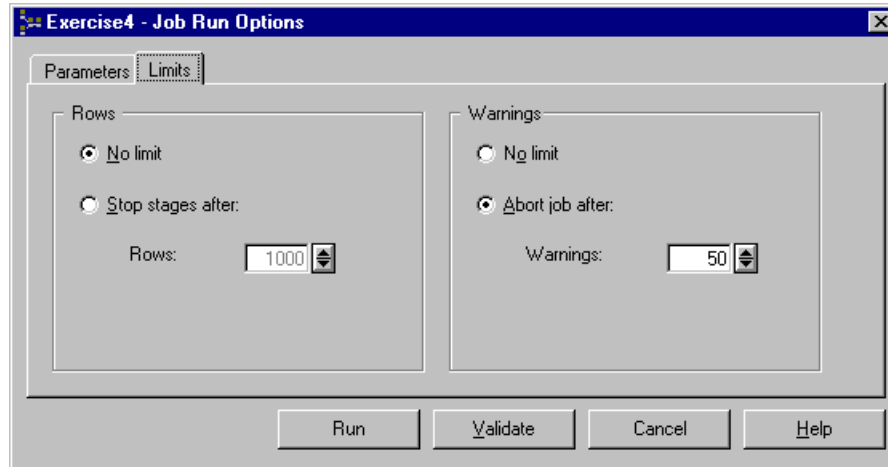 Exercise4 - Job Run Options
Parameters
Limits
Rows
No limit
Stop stages after:
Rows:
1000
Warnings
No limit
Abort job after:
Warnings:
50
Run
Validate
Cancel
Help